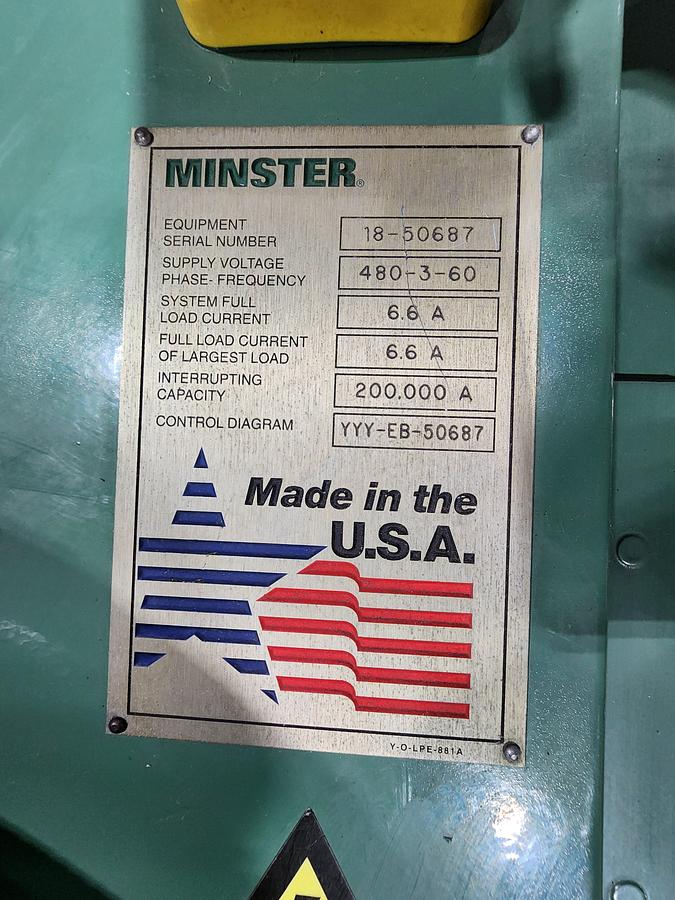 MINSTER®
EQUIPMENT
SERIAL NUMBER
18-50687
SUPPLY VOLTAGE
PHASE- FREQUENCY
480-3-60
SYSTEM FULL
LOAD CURRENT
6.6 A
FULL LOAD CURRENT
OF LARGEST LOAD
6.6 A
INTERRUPTING
CAPACITY
200.000 A
CONTROL DIAGRAM
YYY-EB-50687
Made in the
U.S.A.
Y-O-LPE-881A